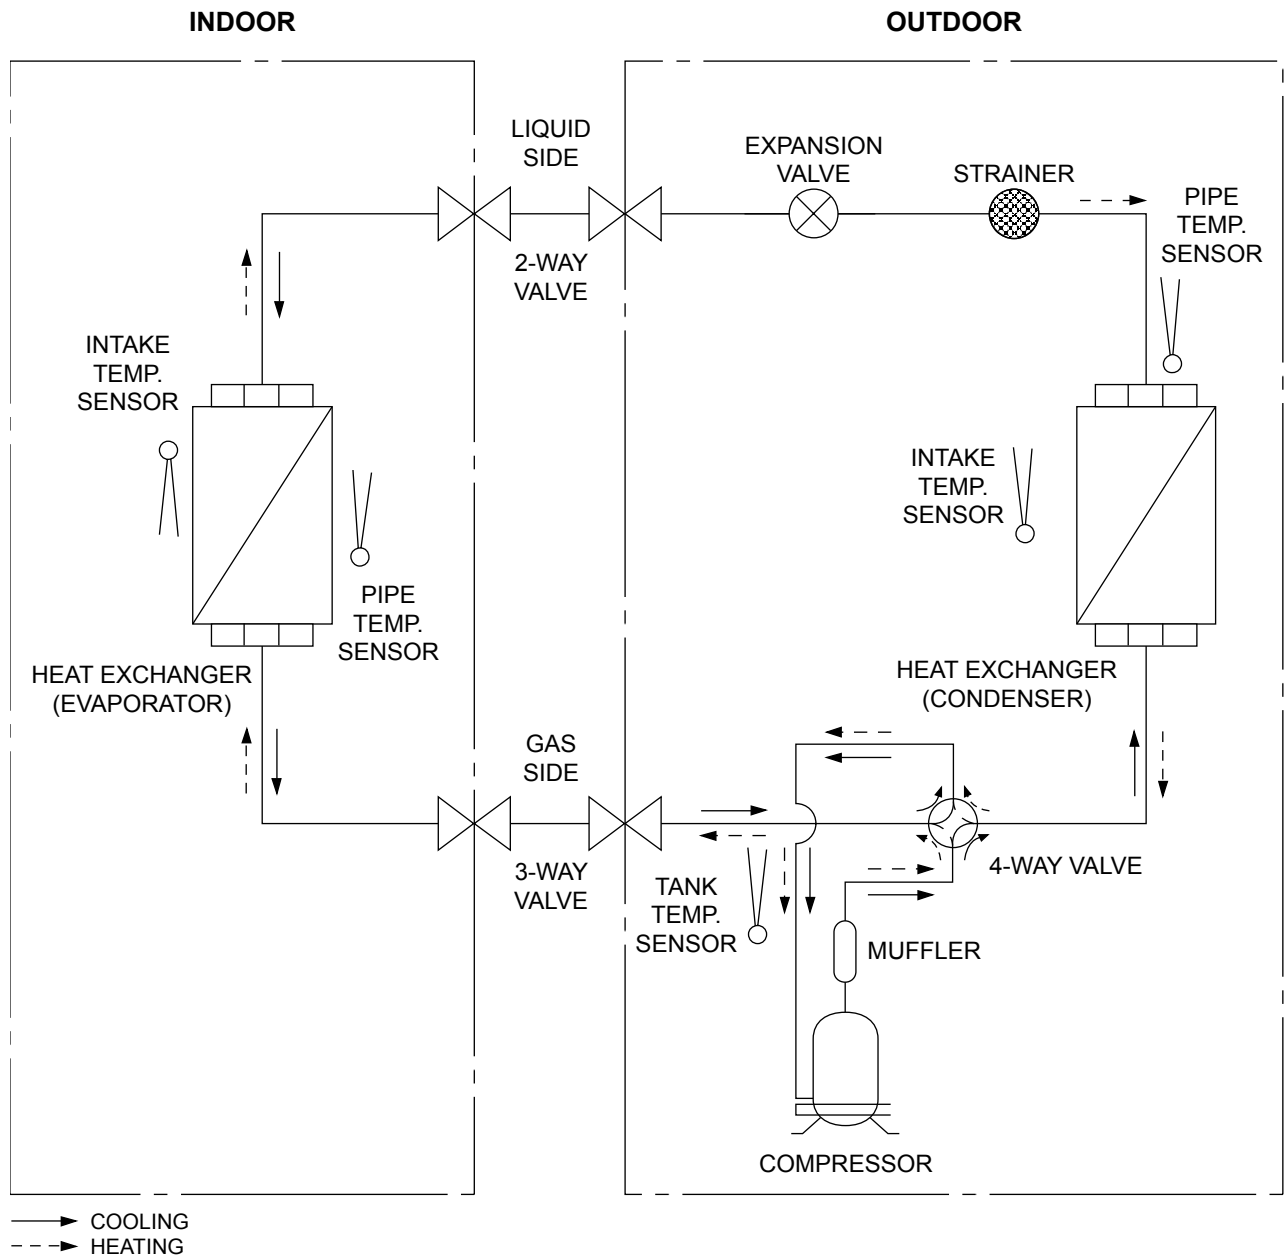 INDOOR
OUTDOOR
LIQUID
SIDE
EXPANSION
VALVE
STRAINER
PIPE
TEMP.
SENSOR
2-WAY
VALVE
INTAKE
TEMP.
SENSOR
INTAKE
TEMP.
SENSOR
PIPE
TEMP.
SENSOR
HEAT EXCHANGER
(EVAPORATOR)
HEAT EXCHANGER
(CONDENSER)
GAS
SIDE
3-WAY
VALVE
4-WAY VALVE
TANK
TEMP.
SENSOR
MUFFLER
COMPRESSOR
COOLING
HEATING